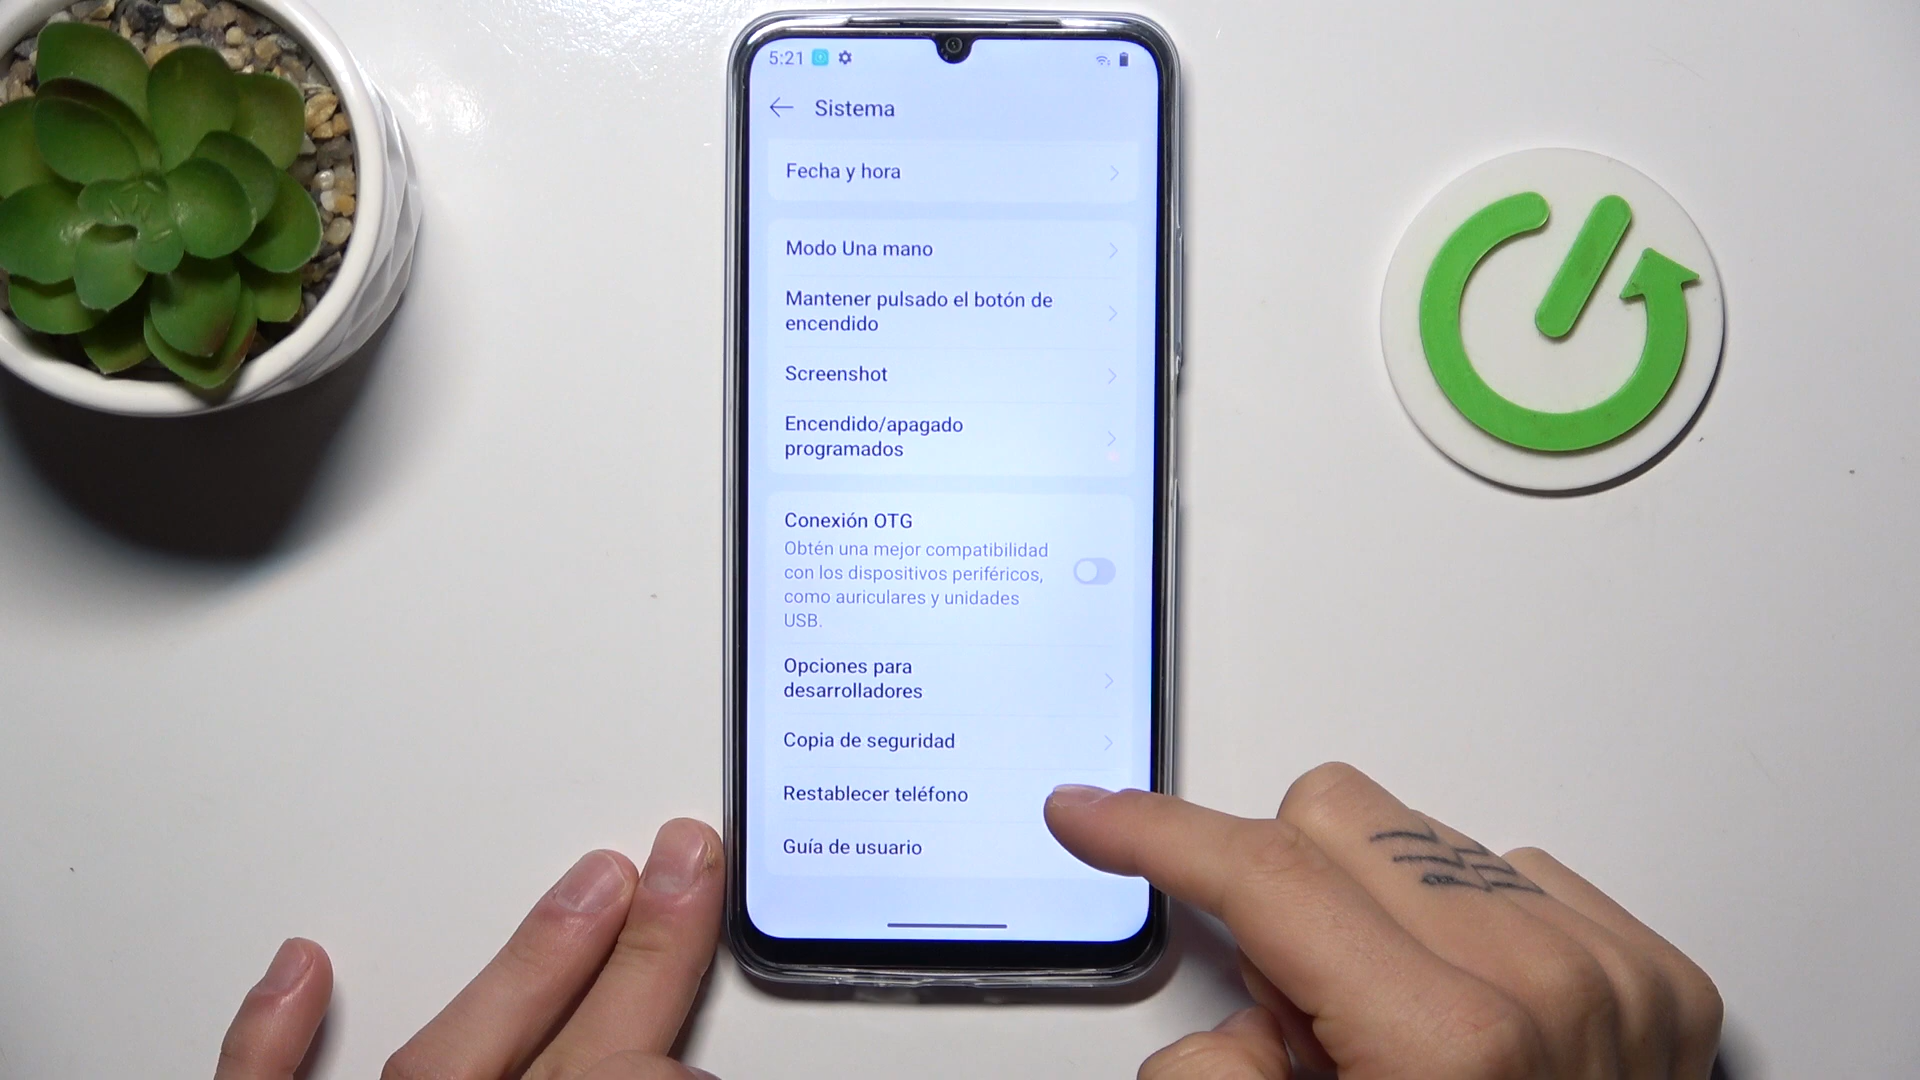 5:21
Sistema
Fecha y hora
Modo Una mano
Mantener pulsado el botón de
encendido
Screenshot
Encendido/apagado
programados
Conexión OTG
Obtén una mejor compatibilidad
con los dispositivos periféricos,
como auriculares y unidades
USB.
Opciones para
desarrolladores
Copia de seguridad
Restablecer teléfono
Guía de usuario